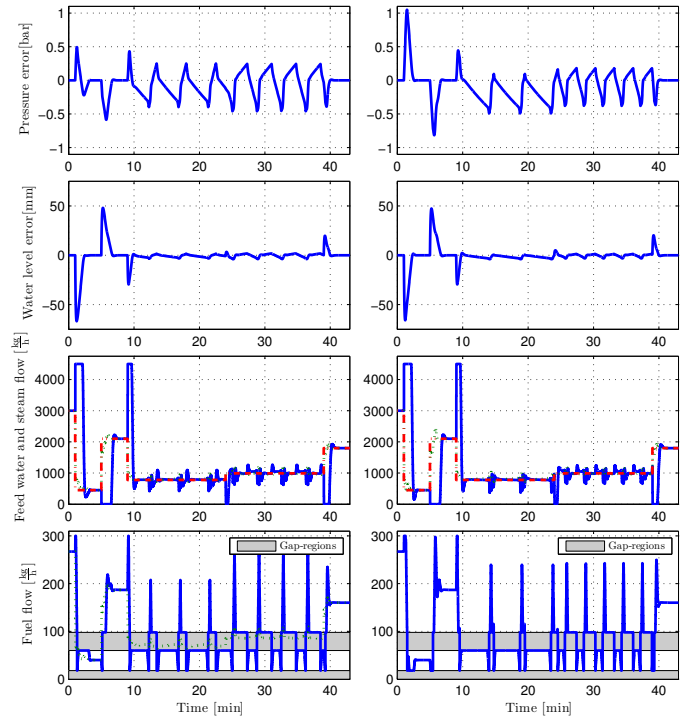 Pressure error[bar]
1
0.5
0
−0.5
−1
0 10 20 30 40
1
0.5
0
−0.5
−1
0 10 20 30 40
Water level error[mm]
50
0
−50
0 10 20 30 40
50
0
−50
0 10 20 30 40
Feed water and steam flow [kg/h]
4000
3000
2000
1000
0
0 10 20 30 40
4000
3000
2000
1000
0
0 10 20 30 40
Fuel flow [kg/h]
300
200
100
0
Gap-regions
0 10 20 30 40
Time [min]
300
200
100
0
Gap-regions
0 10 20 30 40
Time [min]